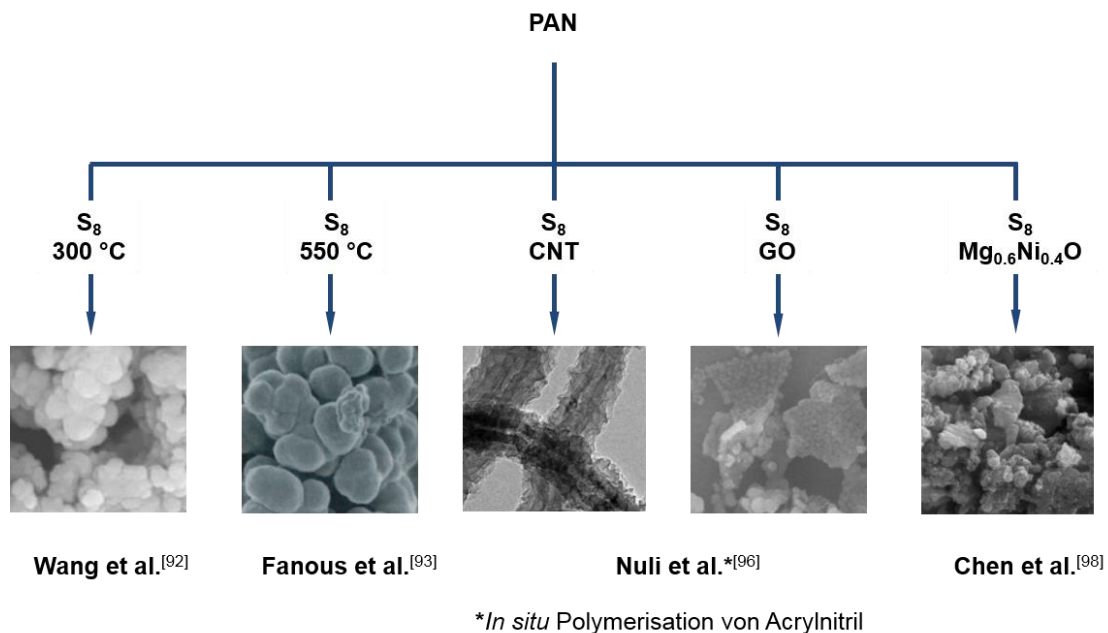 PAN
S₈
300 °C
S₈
550 °C
S₈
CNT
S₈
GO
S₈
Mg₀.₆Ni₀.₄O
Wang et al.[92]
Fanous et al.[93]
Nuli et al.*[96]
Chen et al.[98]
*In situ Polymerisation von Acrylnitril